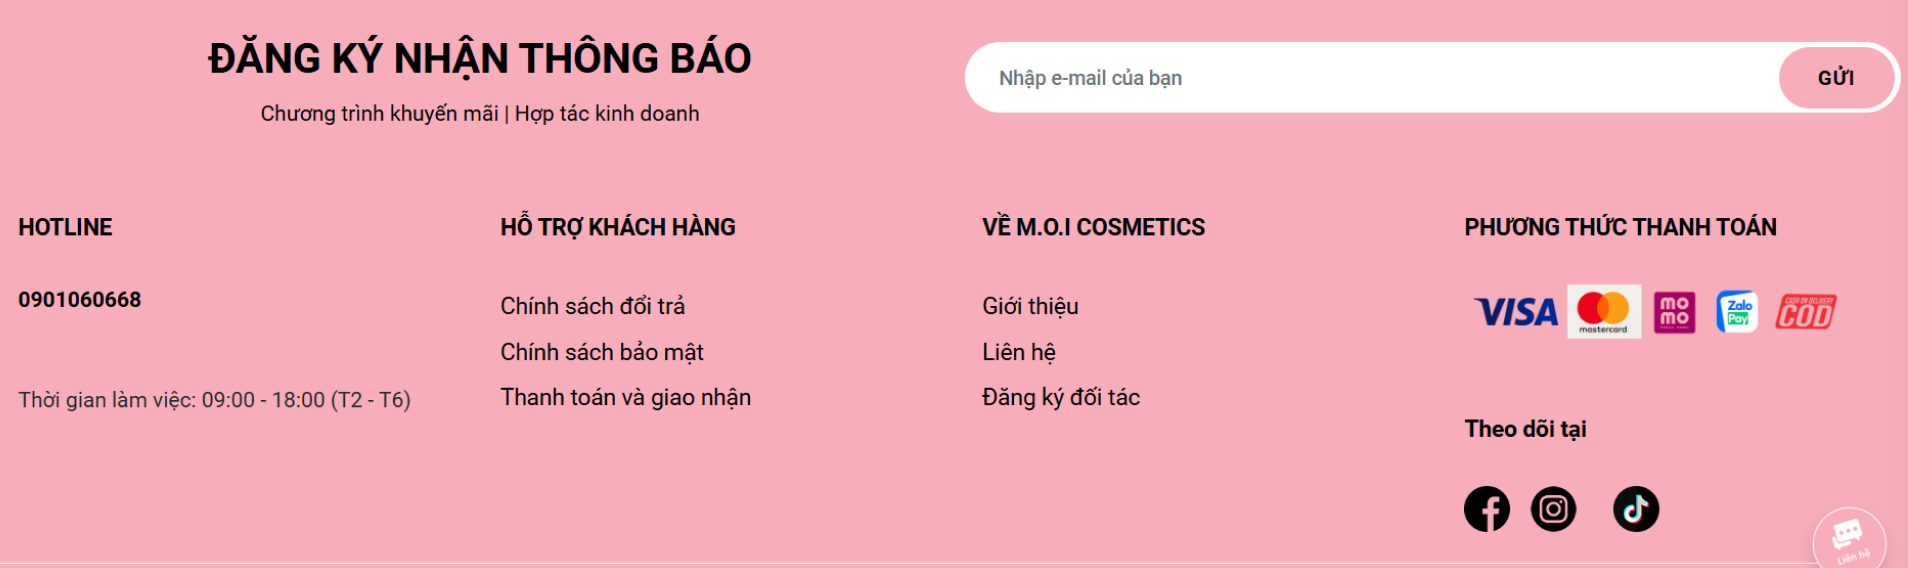 ĐĂNG KÝ NHẬN THÔNG BÁO
Chương trình khuyến mãi | Hợp tác kinh doanh
Nhập e-mail của bạn
GỬI
HOTLINE
0901060668
Thời gian làm việc: 09:00 - 18:00 (T2 - T6)
HỖ TRỢ KHÁCH HÀNG
Chính sách đổi trả
Chính sách bảo mật
Thanh toán và giao nhận
VỀ M.O.I COSMETICS
Giới thiệu
Liên hệ
Đăng ký đối tác
PHƯƠNG THỨC THANH TOÁN
VISA
mastercard
mo
mo
Zalo
Pay
CASH ON DELIVERY
COD
Theo dõi tại
Liên hệ